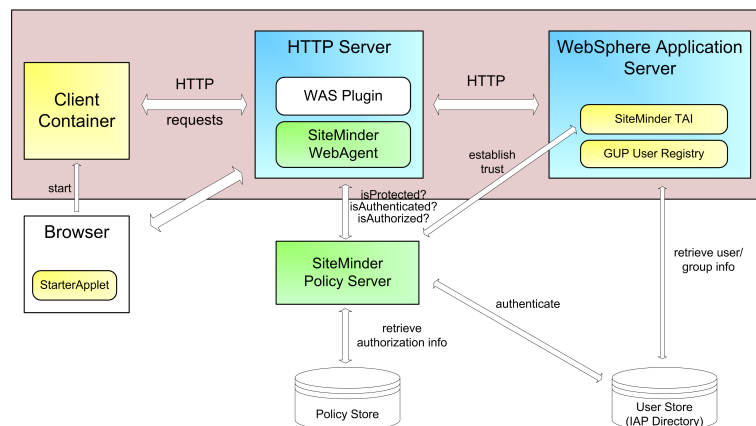 HTTP Server
WebSphere Application
Server
Client
Container
HTTP
requests
WAS Plugin
SiteMinder
WebAgent
HTTP
SiteMinder TAI
GUP User Registry
establish
trust
start
isProtected?
isAuthenticated?
isAuthorized?
Browser
StarterApplet
SiteMinder
Policy Server
retrieve user/
group info
authenticate
retrieve
authorization info
Policy Store
User Store
(IAP Directory)